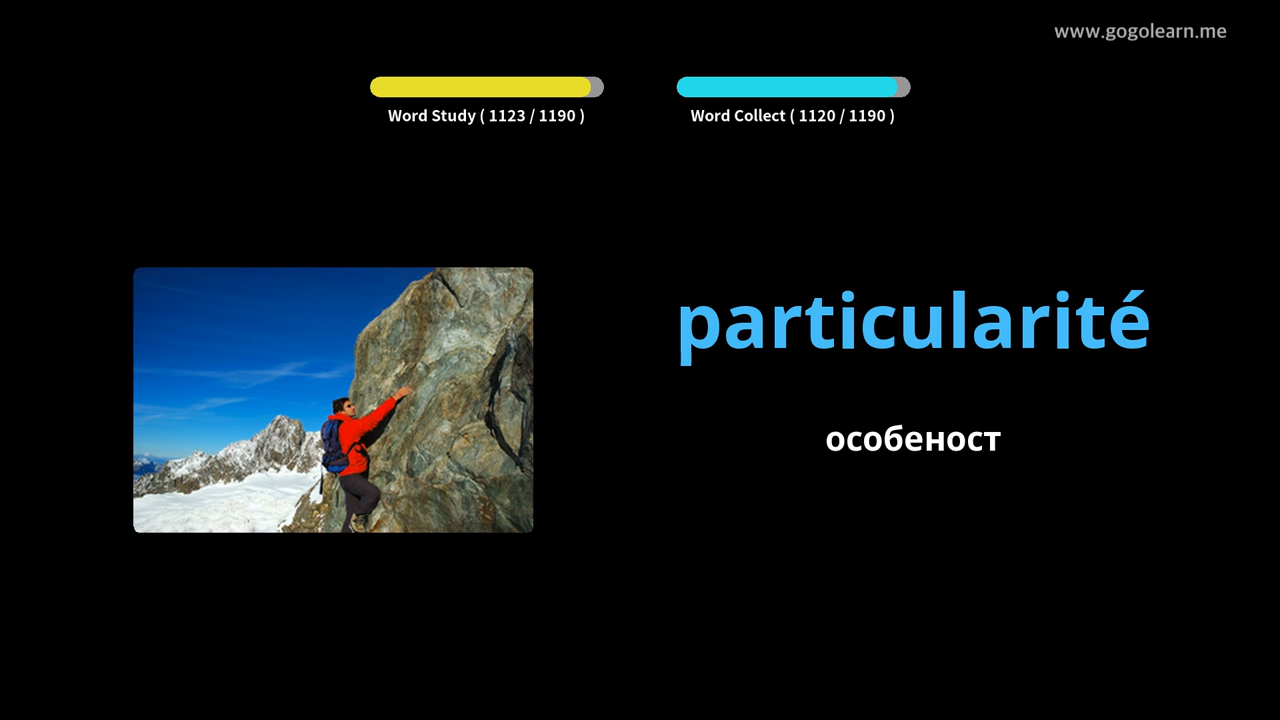 www.gogolearn.me
Word Study ( 1123 / 1190 )
Word Collect ( 1120 / 1190 )
particularité
особеност